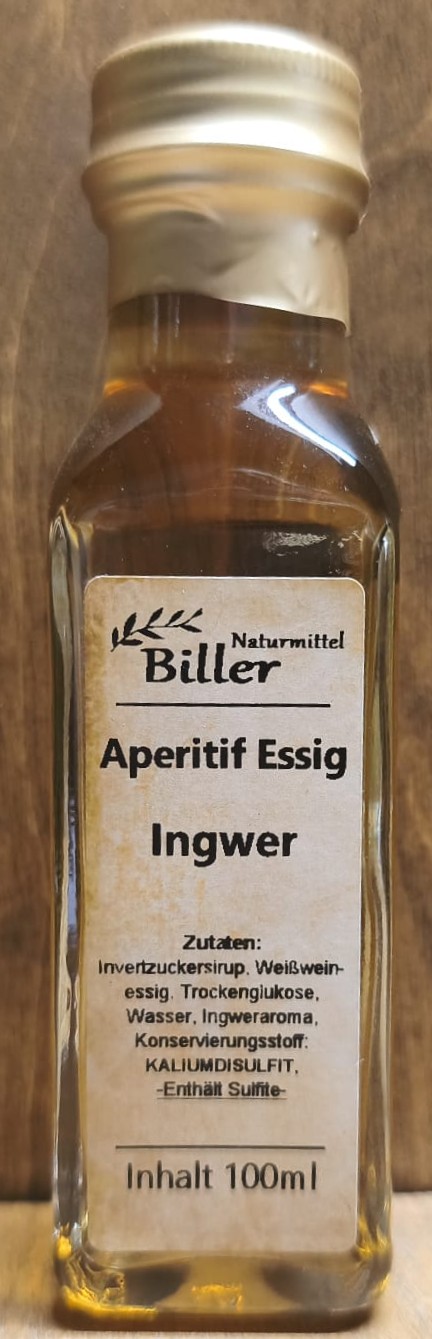 Naturmittel
Biller
Aperitif Essig
Ingwer
Zutaten:
Invertzuckersirup, Weißwein-
essig, Trockenglukose,
Wasser, Ingweraroma,
Konservierungsstoff:
KALIUMDISULFIT,
-Enthält Sulfite-
Inhalt 100ml